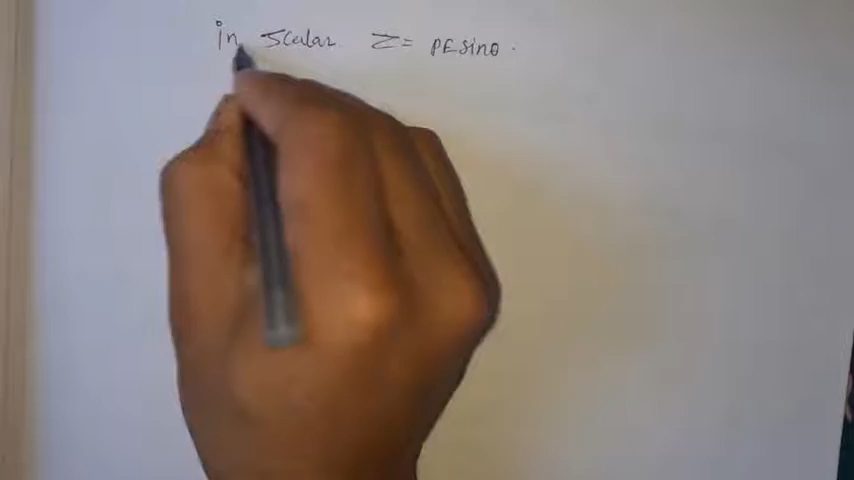 in scalar Z = PE sinθ.